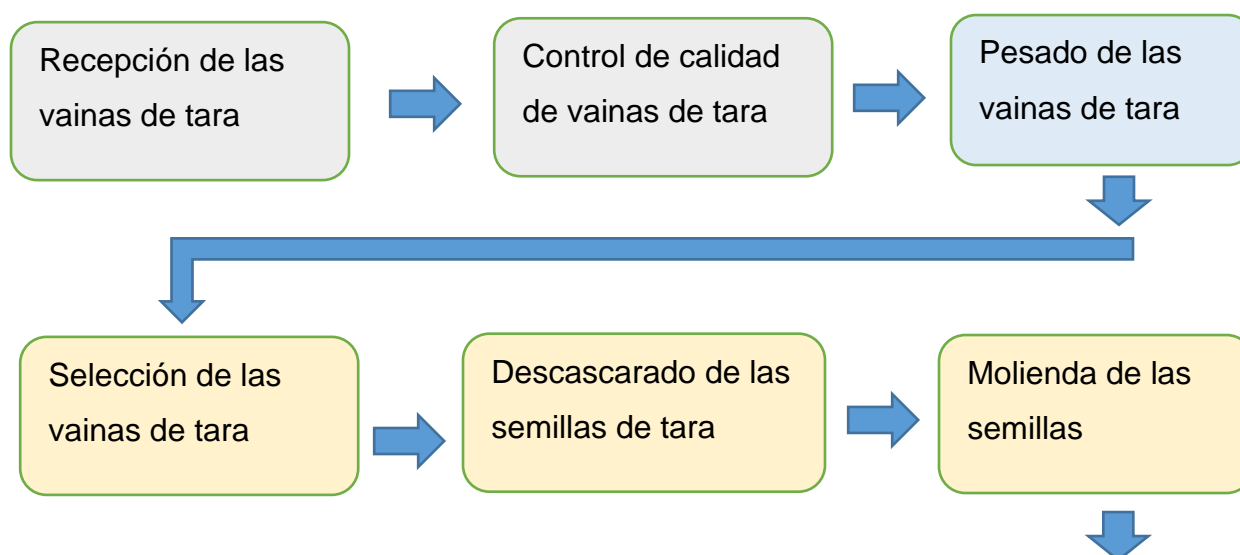 Recepción de las
vainas de tara
Control de calidad
de vainas de tara
Pesado de las
vainas de tara
Selección de las
vainas de tara
Descascarado de las
semillas de tara
Molienda de las
semillas